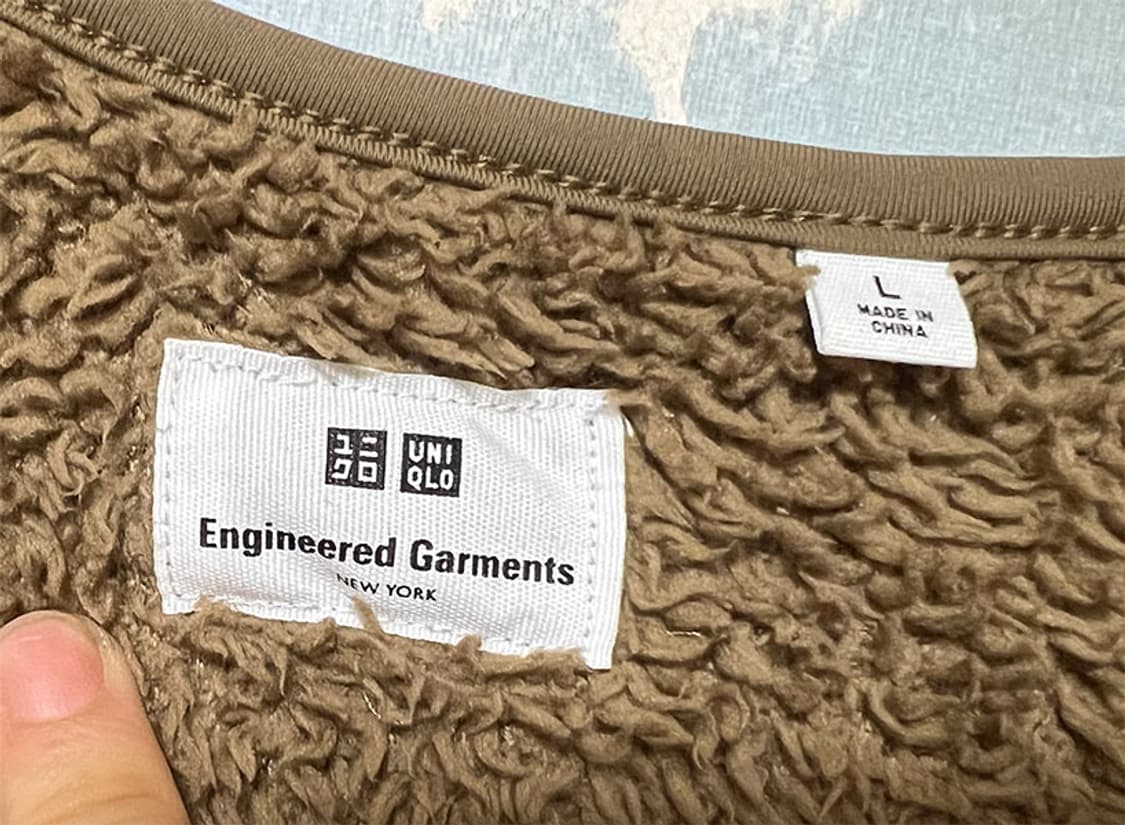 ユニ UNI
クロ QLO
Engineered Garments
NEW YORK
L
MADE IN
CHINA